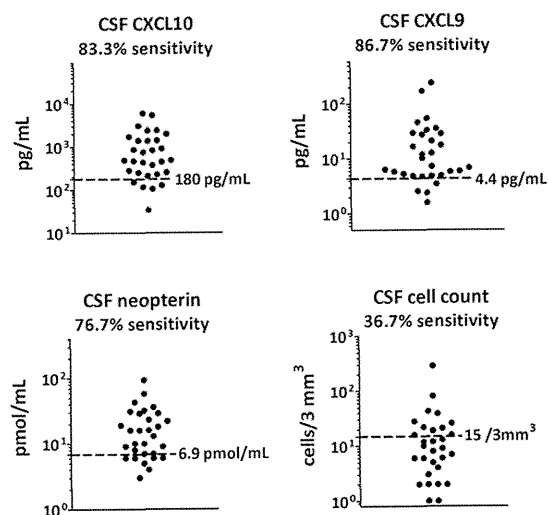 CSF CXCL10
83.3% sensitivity
pg/mL
10⁴
10³
10²
10¹
180 pg/mL
CSF CXCL9
86.7% sensitivity
pg/mL
10²
10¹
10⁰
4.4 pg/mL
CSF neopterin
76.7% sensitivity
pmol/mL
10²
10¹
10⁰
6.9 pmol/mL
CSF cell count
36.7% sensitivity
cells/3 mm³
10³
10²
10¹
10⁰
15 /3mm³